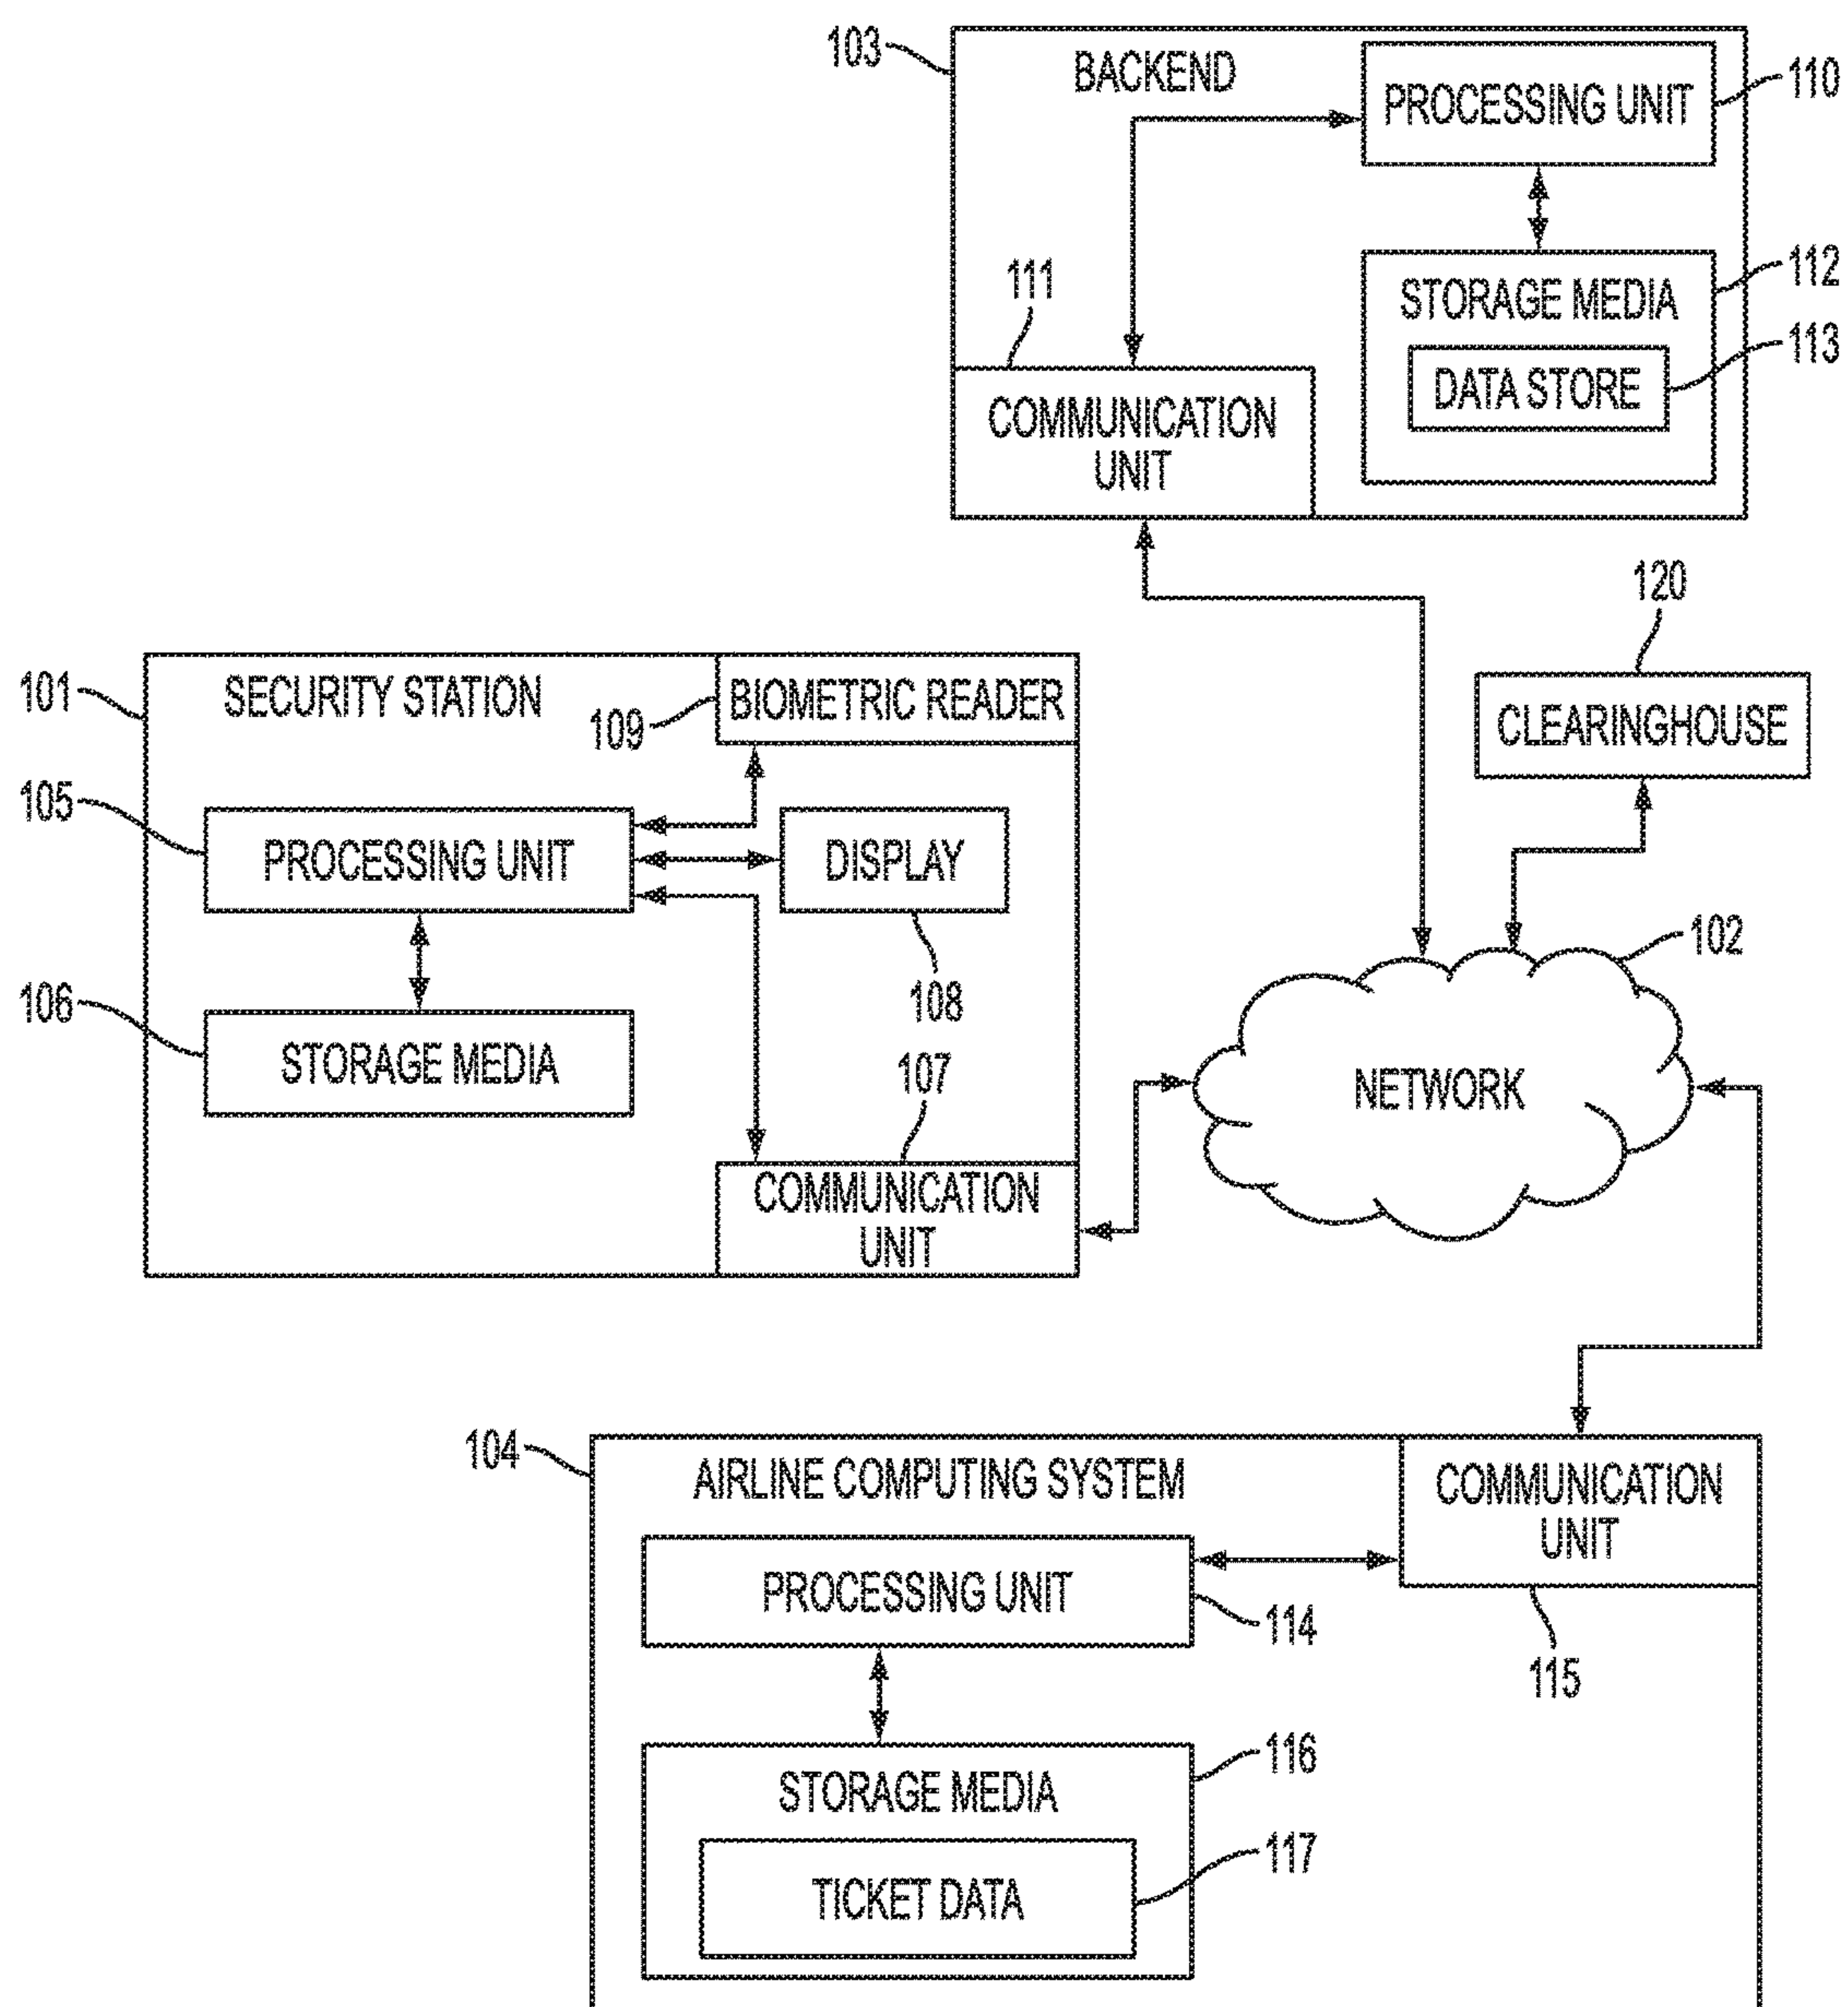 103
BACKEND
PROCESSING UNIT
110
111
STORAGE MEDIA
112
DATA STORE
113
COMMUNICATION
UNIT
120
CLEARINGHOUSE
101
SECURITY STATION
109
BIOMETRIC READER
105
PROCESSING UNIT
DISPLAY
108
106
STORAGE MEDIA
107
COMMUNICATION
UNIT
102
NETWORK
104
AIRLINE COMPUTING SYSTEM
COMMUNICATION
UNIT
115
PROCESSING UNIT
114
STORAGE MEDIA
116
TICKET DATA
117